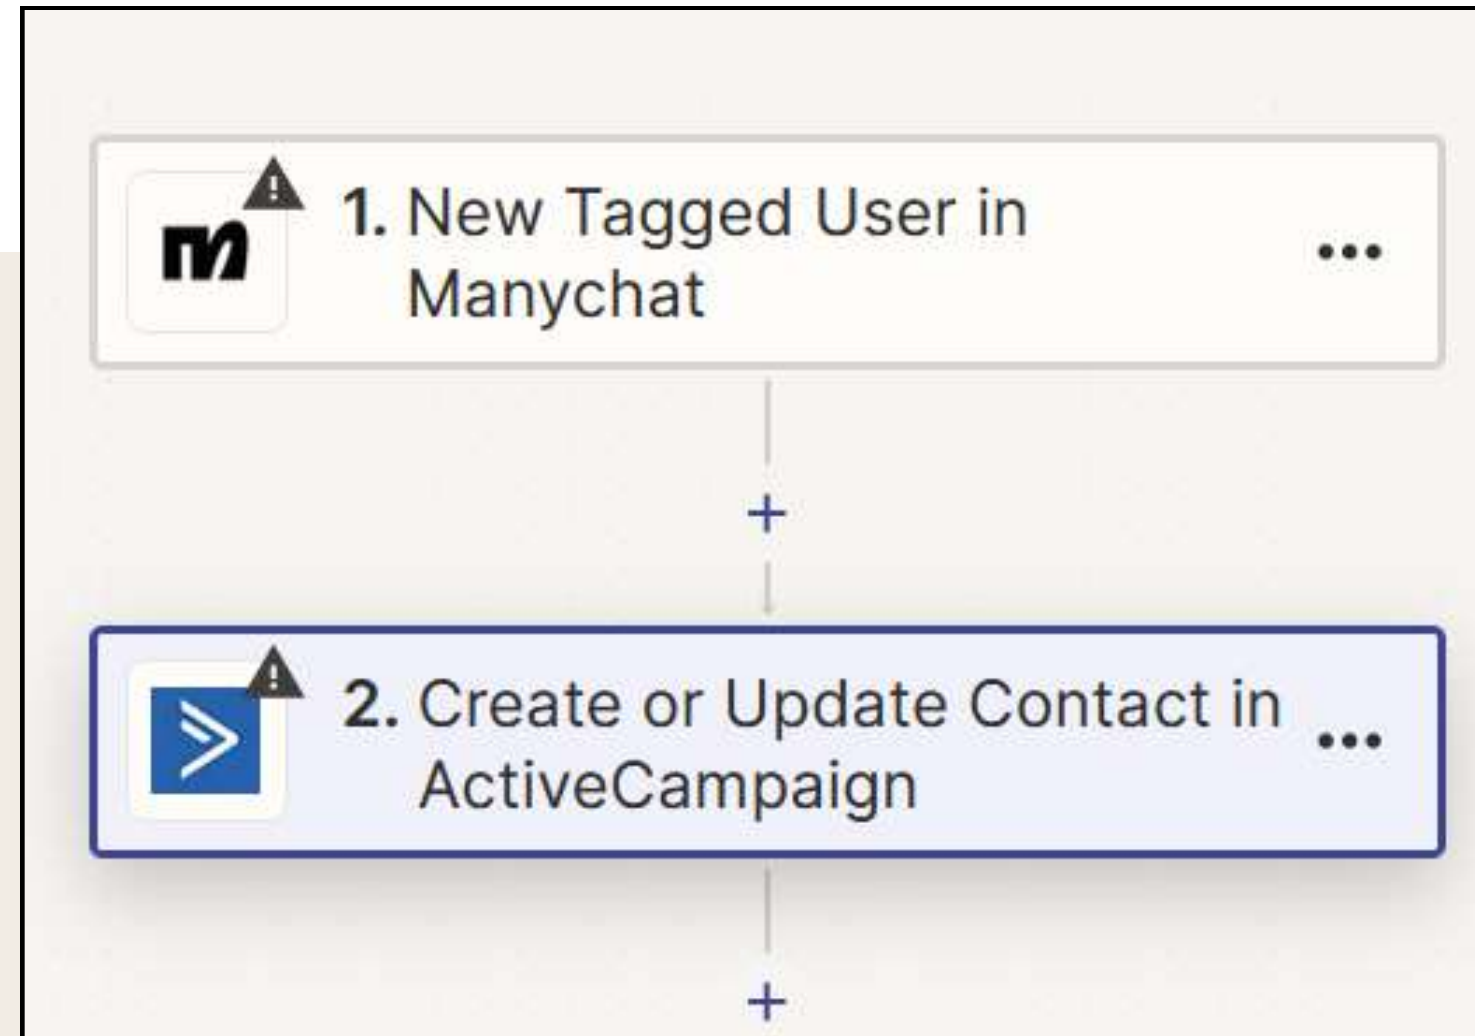 1. New Tagged User in
Manychat
2. Create or Update Contact in
ActiveCampaign